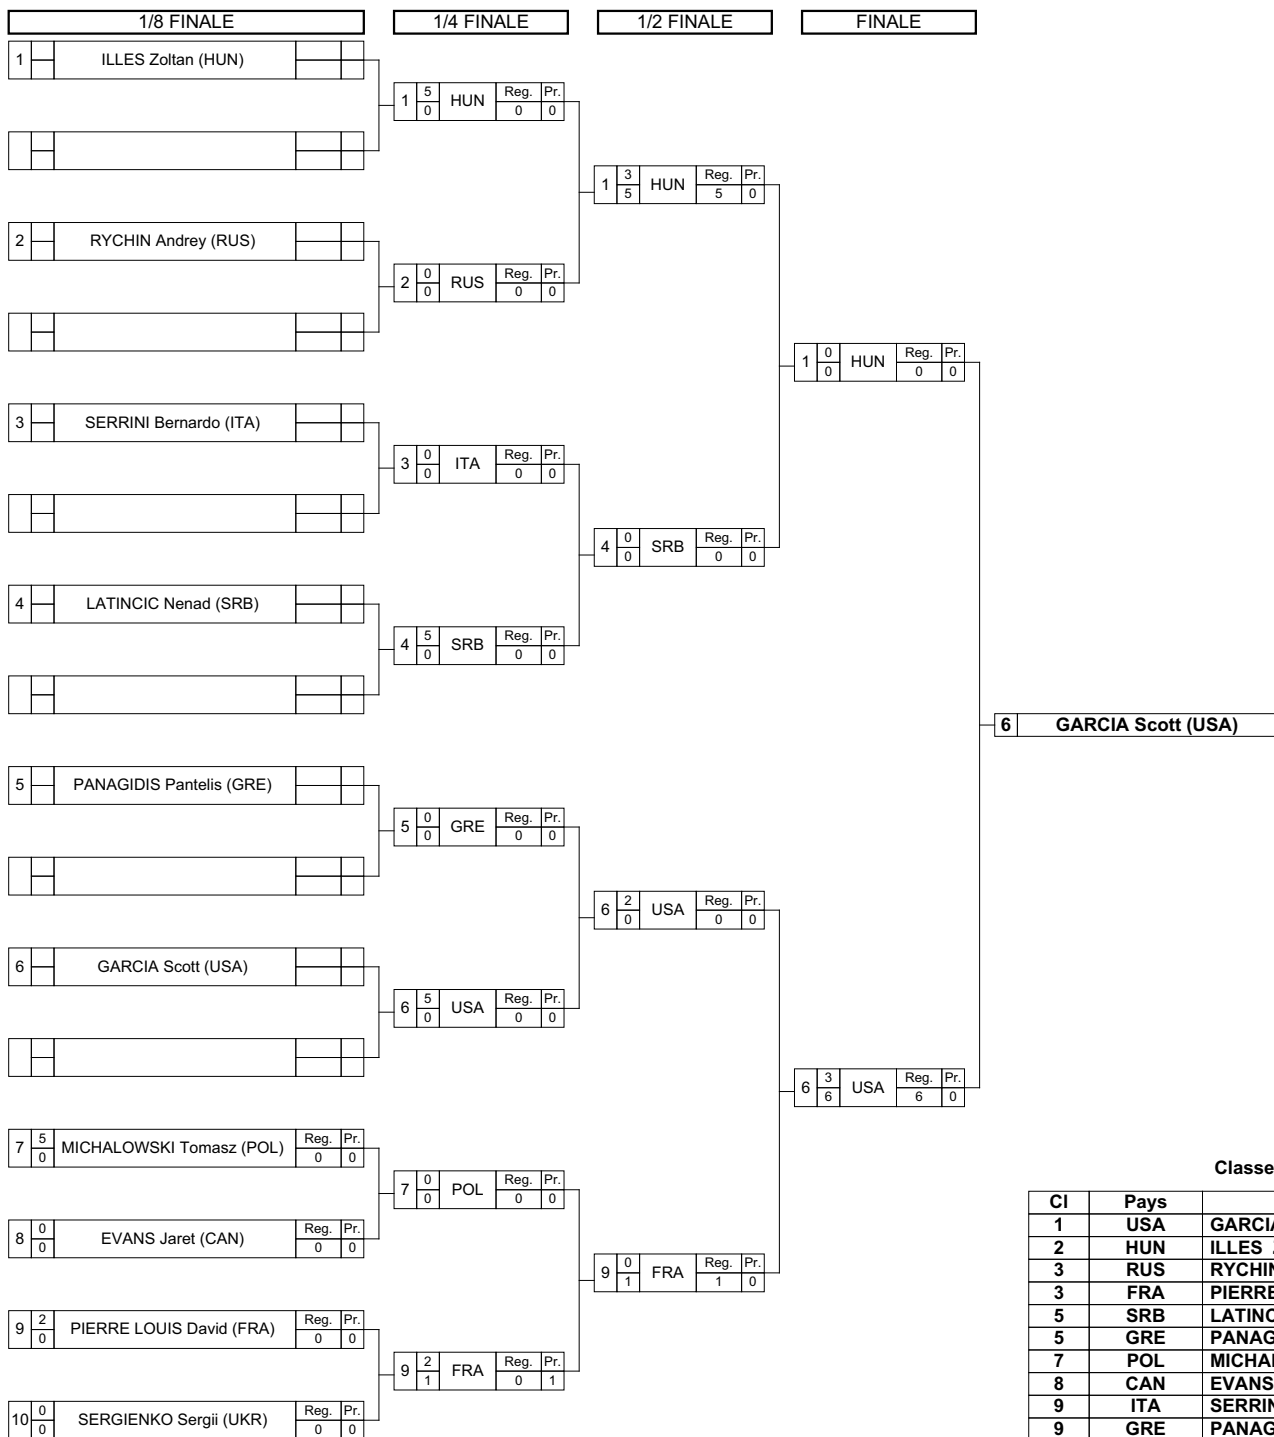 1/8 FINALE 1/4 FINALE 1/2 FINALE FINALE
1 ILLES Zoltan (HUN)
1 5 0 HUN Reg. Pr. 0 0
1 3 5 HUN Reg. Pr. 5 0
2 RYCHIN Andrey (RUS)
2 0 0 RUS Reg. Pr. 0 0
1 0 0 HUN Reg. Pr. 0 0
3 SERRINI Bernardo (ITA)
3 0 0 ITA Reg. Pr. 0 0
4 0 0 SRB Reg. Pr. 0 0
4 LATINCIC Nenad (SRB)
4 5 0 SRB Reg. Pr. 0 0
6 GARCIA Scott (USA)
5 PANAGIDIS Pantelis (GRE)
5 0 0 GRE Reg. Pr. 0 0
6 2 0 USA Reg. Pr. 0 0
6 GARCIA Scott (USA)
6 5 0 USA Reg. Pr. 0 0
6 3 6 USA Reg. Pr. 6 0
7 5 0 MICHALOWSKI Tomasz (POL) Reg. Pr. 0 0
7 0 0 POL Reg. Pr. 0 0
8 0 0 EVANS Jaret (CAN) Reg. Pr. 0 0
9 0 1 FRA Reg. Pr. 1 0
9 2 0 PIERRE LOUIS David (FRA) Reg. Pr. 0 0
9 2 1 FRA Reg. Pr. 0 1
10 0 0 SERGIENKO Sergii (UKR) Reg. Pr. 0 0
Classe
Cl Pays
1 USA GARCIA
2 HUN ILLES
3 RUS RYCHIN
3 FRA PIERRE
5 SRB LATINC
5 GRE PANAG
7 POL MICHAL
8 CAN EVANS
9 ITA SERRIN
9 GRE PANAG